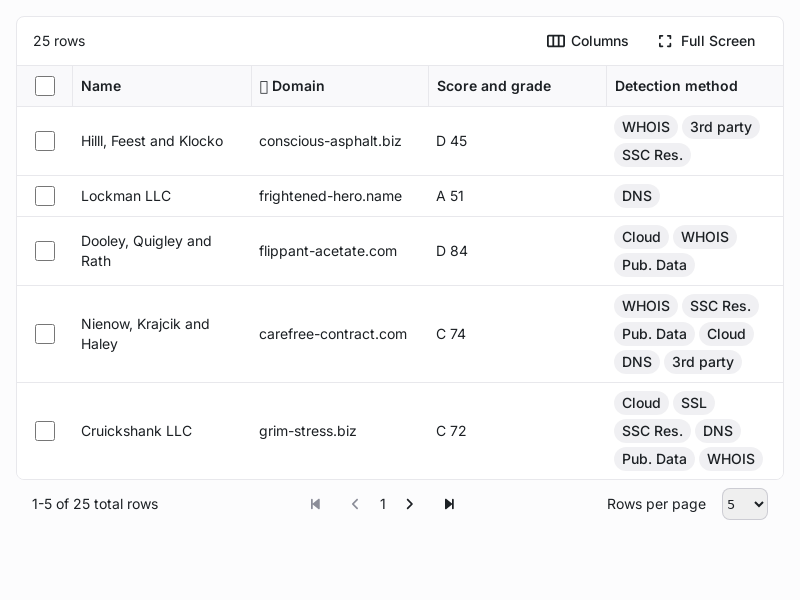 25 rows
Columns
Full Screen
Name
Domain
Score and grade
Detection method
Hilll, Feest and Klocko
conscious-asphalt.biz
D 45
WHOIS
3rd party
SSC Res.
Lockman LLC
frightened-hero.name
A 51
DNS
Dooley, Quigley and
Rath
flippant-acetate.com
D 84
Cloud
WHOIS
Pub. Data
Nienow, Krajcik and
Haley
carefree-contract.com
C 74
WHOIS
SSC Res.
Pub. Data
Cloud
DNS
3rd party
Cruickshank LLC
grim-stress.biz
C 72
Cloud
SSL
SSC Res.
DNS
Pub. Data
WHOIS
1-5 of 25 total rows
1
Rows per page
5